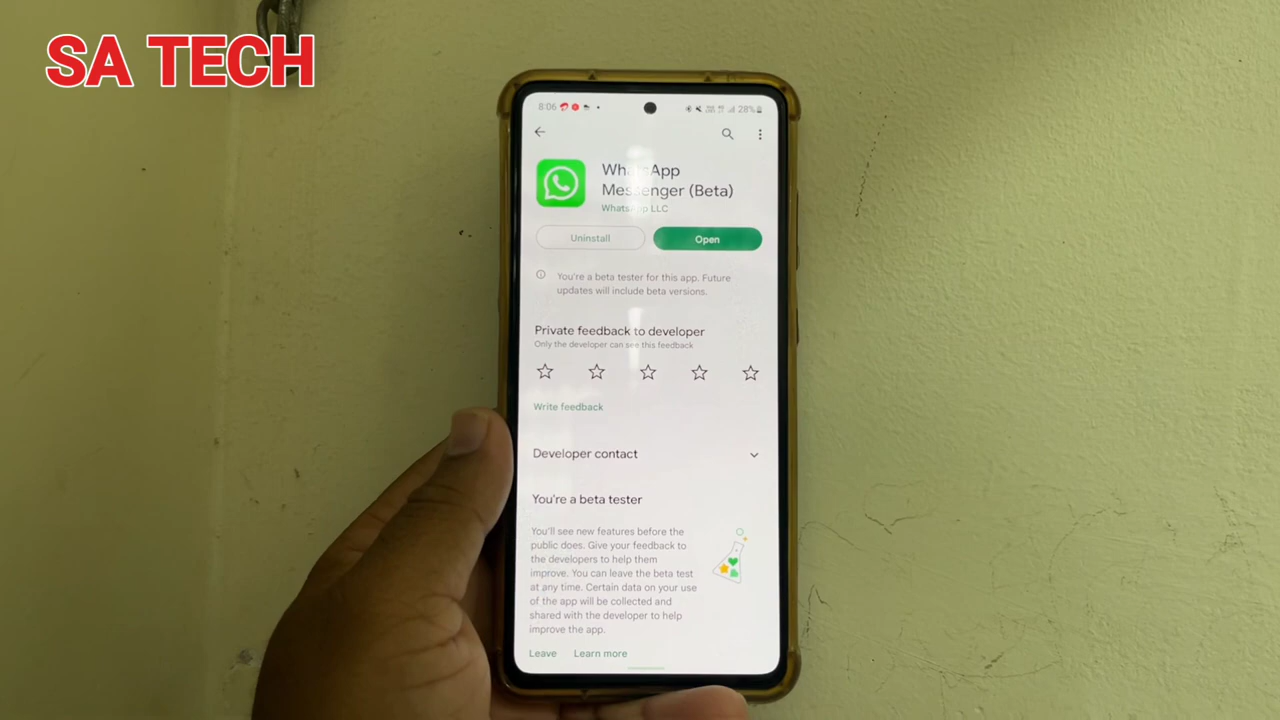 SA TECH
8:06
28%
WhatsApp
Messenger (Beta)
WhatsApp LLC
Uninstall
Open
You're a beta tester for this app. Future
updates will include beta versions.
Private feedback to developer
Only the developer can see this feedback
Write feedback
Developer contact
You're a beta tester
You'll see new features before the
public does. Give your feedback to
the developers to help them
improve. You can leave the beta test
at any time. Certain data on your use
of the app will be collected and
shared with the developer to help
improve the app.
Leave
Learn more